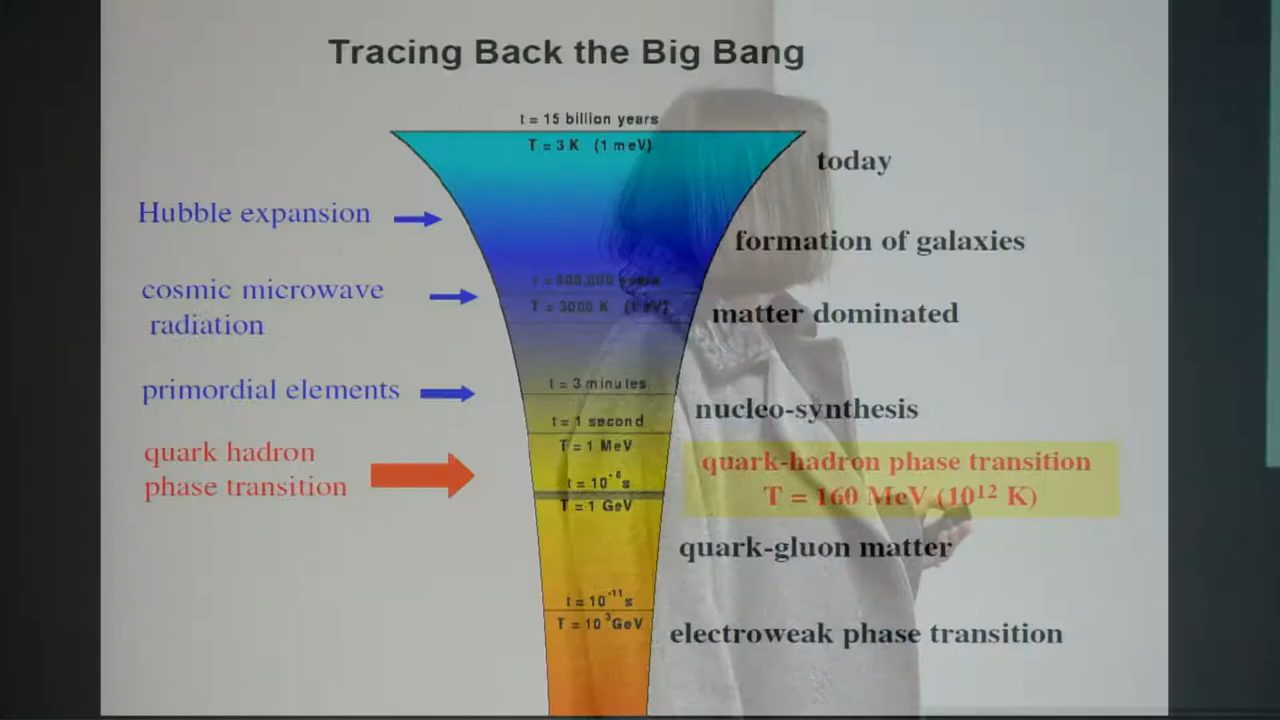 Tracing Back the Big Bang
t = 15 billion years
T = 3 K (1 meV)
today
Hubble expansion
formation of galaxies
T = 3000 K (1 eV)
cosmic microwave
radiation
matter dominated
t = 3 minutes
primordial elements
nucleo-synthesis
t = 1 second
T = 1 MeV
quark hadron
phase transition
quark-hadron phase transition
T = 160 MeV (10¹² K)
t = 10⁻⁶ s
T = 1 GeV
quark-gluon matter
t = 10⁻¹¹ s
T = 10³ GeV
electroweak phase transition